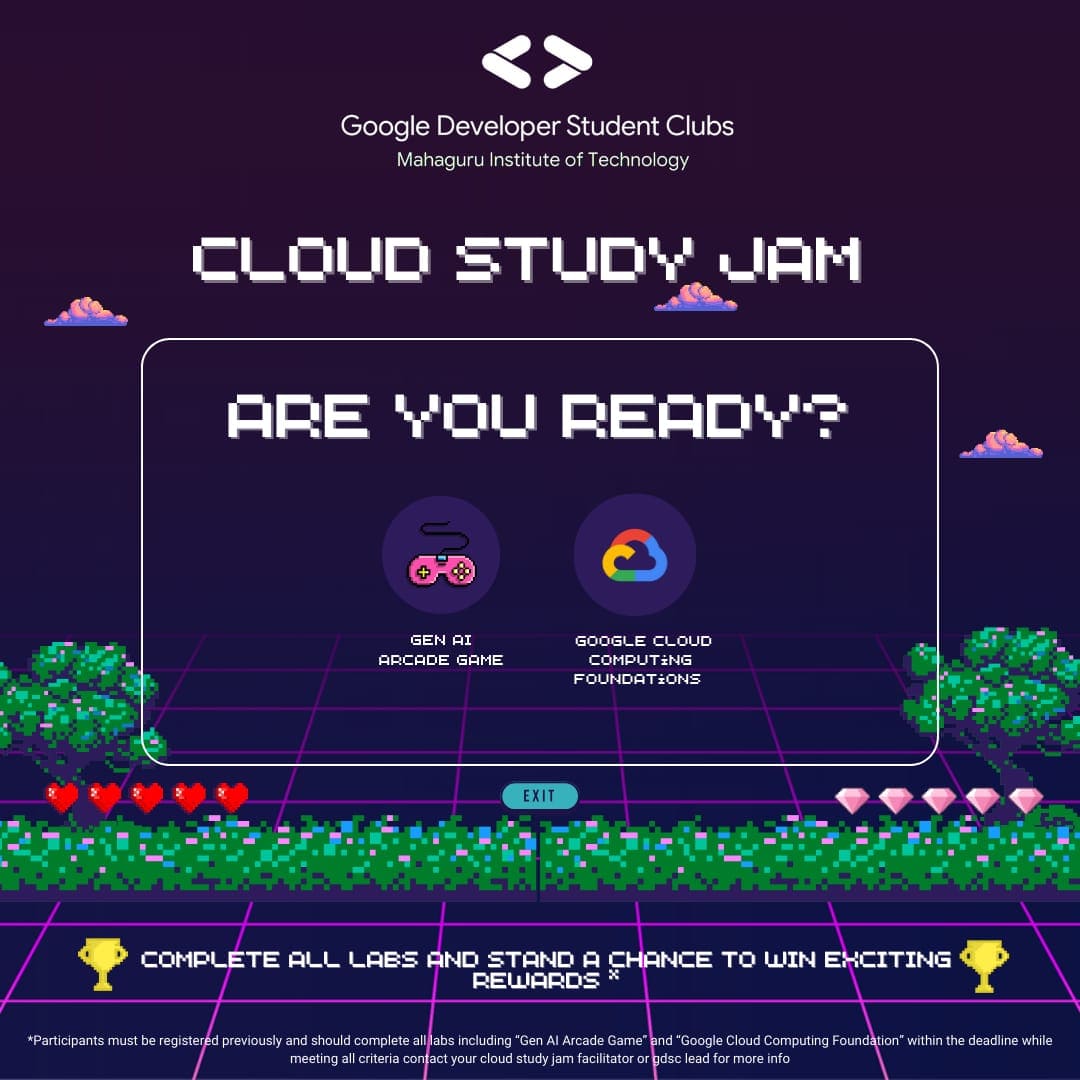 Google Developer Student Clubs
Mahaguru Institute of Technology
CLOUD STUDY JAM
ARE YOU READY?
GEN AI
ARCADE GAME
GOOGLE CLOUD
COMPUTING
FOUNDATIONS
EXIT
COMPLETE ALL LABS AND STAND A CHANCE TO WIN EXCITING
REWARDS *
*Participants must be registered previously and should complete all labs including “Gen AI Arcade Game” and “Google Cloud Computing Foundation” within the deadline while
meeting all criteria contact your cloud study jam facilitator or gdsc lead for more info